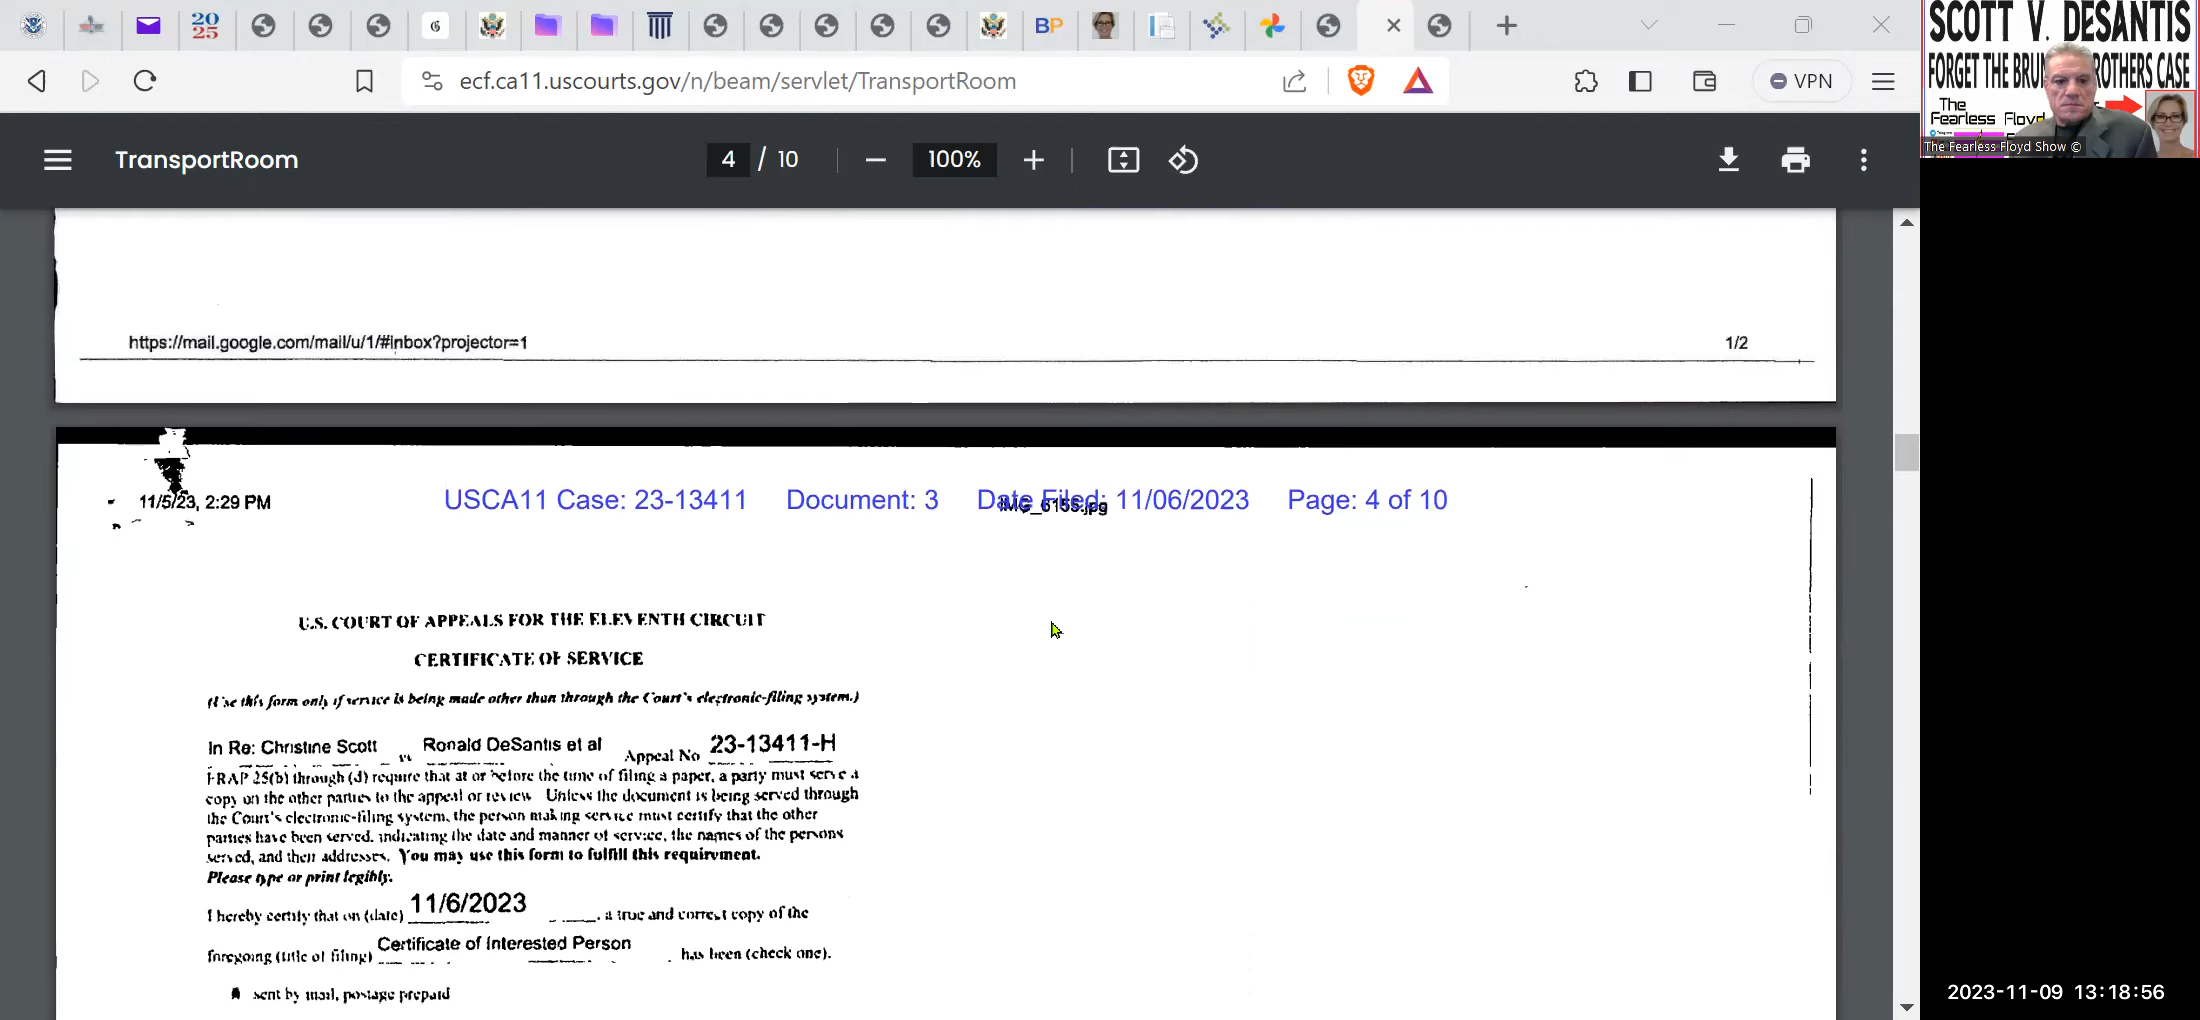 20
25
BP
ecf.ca11.uscourts.gov/n/beam/servlet/TransportRoom
VPN
TransportRoom
4 / 10
100%
https://mail.google.com/mail/u/1/#inbox?projector=1
1/2
11/5/23, 2:29 PM
USCA11 Case: 23-13411 Document: 3 Date Filed: 11/06/2023 Page: 4 of 10
IMG_6155.jpg
U.S. COURT OF APPEALS FOR THE ELEVENTH CIRCUIT
CERTIFICATE OF SERVICE
(Use this form only if service is being made other than through the Court's electronic-filing system.)
In Re: Christine Scott vs Ronald DeSantis et al Appeal No 23-13411-H
FRAP 25(b) through (d) require that at or before the time of filing a paper, a party must serve a
copy on the other parties to the appeal or review Unless the document is being served through
the Court's electronic-filing system, the person making service must certify that the other
parties have been served, indicating the date and manner of service, the names of the persons
served, and their addresses. You may use this form to fulfill this requirement.
Please type or print legibly.
I hereby certify that on (date) 11/6/2023 , a true and correct copy of the
foregoing (title of filing) Certificate of Interested Person , has been (check one).
sent by mail, postage prepaid
SCOTT V. DESANTIS
FORGET THE BRU ROTHERS CASE
The
Fearless Floyd
The Fearless Floyd Show ©
2023-11-09 13:18:56